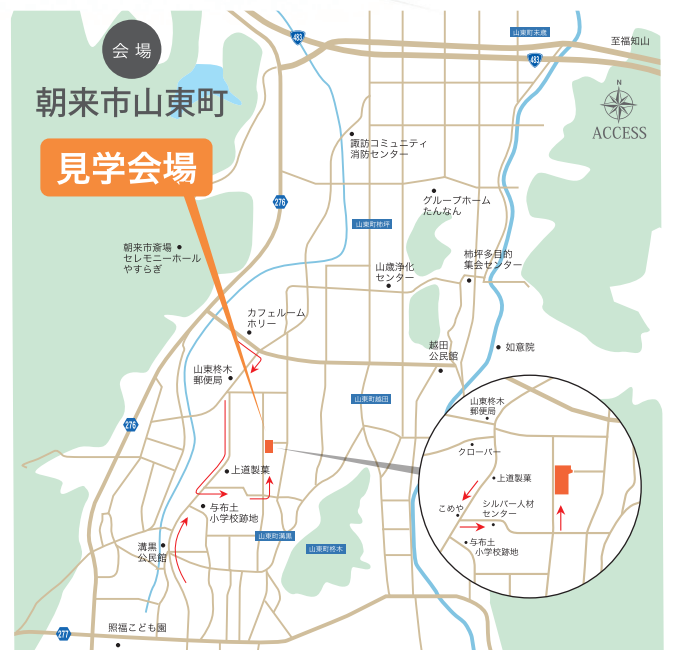 会場
朝来市山東町
見学会場
483
山東町末歳
483
至福知山
N
ACCESS
諏訪コミュニティ
消防センター
276
グループホーム
たんなん
山東町柿坪
朝来市斎場
セレモニーホール
やすらぎ
柿坪多目的
集会センター
山歳浄化
センター
カフェルーム
ホリー
越田
公民館
如意院
山東柊木
郵便局
山東町越田
276
上道製菓
与布土
小学校跡地
山東町溝黒
山東町柊木
溝黒
公民館
照福こども園
277
山東柊木
郵便局
クローバー
上道製菓
こめや
シルバー人材
センター
与布土
小学校跡地